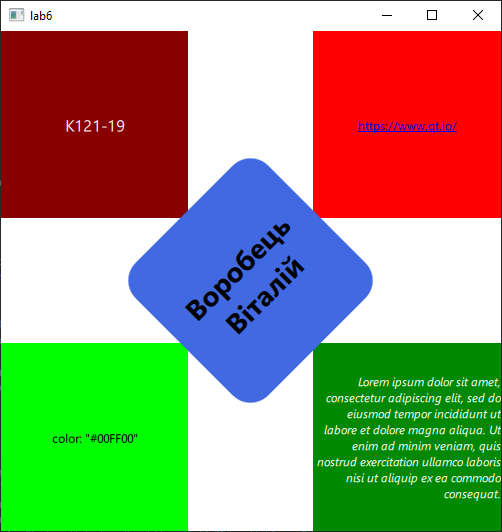 lab6
K121-19
https://www.qt.io/
Воробець
Віталій
color: "#00FF00"
Lorem ipsum dolor sit amet,
consectetur adipiscing elit, sed do
eiusmod tempor incididunt ut
labore et dolore magna aliqua. Ut
enim ad minim veniam, quis
nostrud exercitation ullamco laboris
nisi ut aliquip ex ea commodo
consequat.